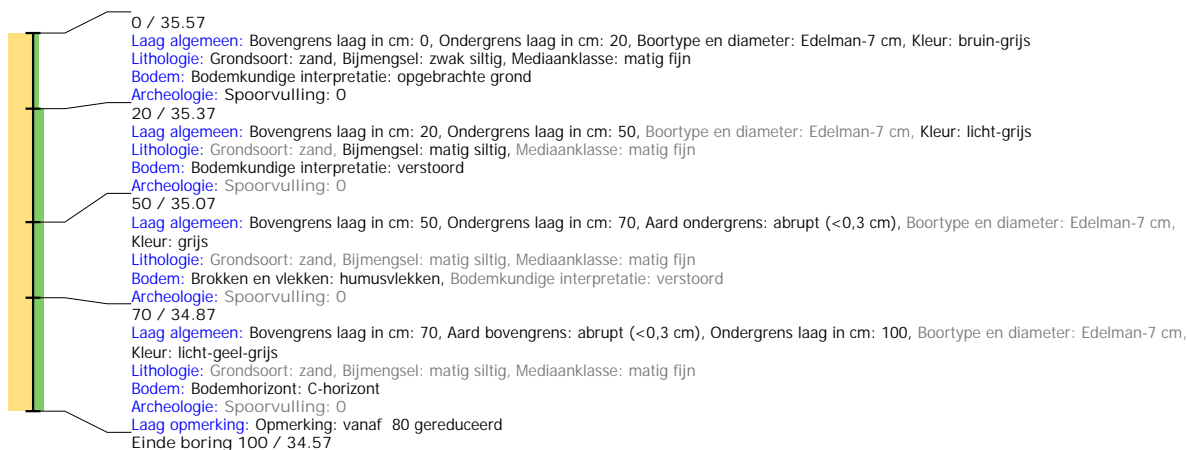 0 / 35.57
Laag algemeen: Bovengrens laag in cm: 0, Ondergrens laag in cm: 20, Boortype en diameter: Edelman-7 cm, Kleur: bruin-grijs
Lithologie: Grondsoort: zand, Bijmengsel: zwak siltig, Mediaanklasse: matig fijn
Bodem: Bodemkundige interpretatie: opgebrachte grond
Archeologie: Spoorvulling: 0
20 / 35.37
Laag algemeen: Bovengrens laag in cm: 20, Ondergrens laag in cm: 50, Boortype en diameter: Edelman-7 cm, Kleur: licht-grijs
Lithologie: Grondsoort: zand, Bijmengsel: matig siltig, Mediaanklasse: matig fijn
Bodem: Bodemkundige interpretatie: verstoord
Archeologie: Spoorvulling: 0
50 / 35.07
Laag algemeen: Bovengrens laag in cm: 50, Ondergrens laag in cm: 70, Aard ondergrens: abrupt (<0,3 cm), Boortype en diameter: Edelman-7 cm,
Kleur: grijs
Lithologie: Grondsoort: zand, Bijmengsel: matig siltig, Mediaanklasse: matig fijn
Bodem: Brokken en vlekken: humusvlekken, Bodemkundige interpretatie: verstoord
Archeologie: Spoorvulling: 0
70 / 34.87
Laag algemeen: Bovengrens laag in cm: 70, Aard bovengrens: abrupt (<0,3 cm), Ondergrens laag in cm: 100, Boortype en diameter: Edelman-7 cm,
Kleur: licht-geel-grijs
Lithologie: Grondsoort: zand, Bijmengsel: matig siltig, Mediaanklasse: matig fijn
Bodem: Bodemhorizont: C-horizont
Archeologie: Spoorvulling: 0
Laag opmerking: Opmerking: vanaf  80 gereduceerd
Einde boring 100 / 34.57